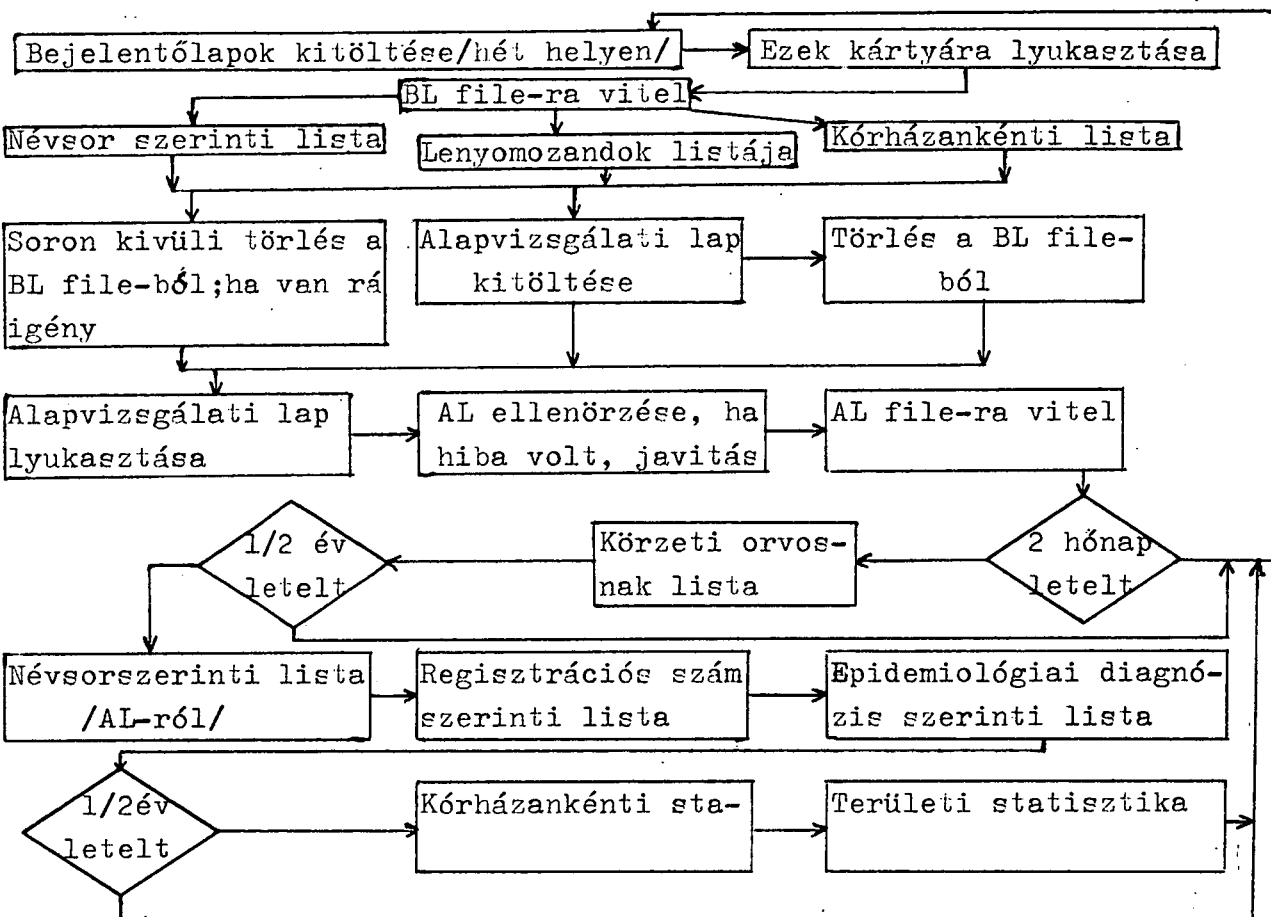 Bejelentőlapok kitöltése/hét helyen/
Ezek kártyára lyukasztása
BL file-ra vitel
Névsor szerinti lista
Lenyomozandok listája
Kórházankénti lista
Soron kivüli törlés a
BL file-ból;ha van rá
igény
Alapvizsgálati lap
kitöltése
Törlés a BL file-
ból
Alapvizsgálati lap
lyukasztása
AL ellenörzése, ha
hiba volt, javitás
AL file-ra vitel
1/2 év
letelt
Körzeti orvos-
nak lista
2 hőnap
letelt
Névsorszerinti lista
/AL-ról/
Regisztrációs szám
szerinti lista
Epidemiológiai diagnó-
zis szerinti lista
1/2év
letelt
Kórházankénti sta-
Területi statisztika